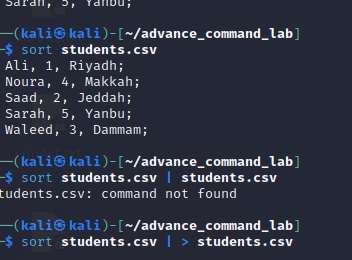 Sarah, 5, Yanbu;
──(kali㉿kali)-[~/advance_command_lab]
─$ sort students.csv
Ali, 1, Riyadh;
Noura, 4, Makkah;
Saad, 2, Jeddah;
Sarah, 5, Yanbu;
Waleed, 3, Dammam;
──(kali㉿kali)-[~/advance_command_lab]
─$ sort students.csv | students.csv
tudents.csv: command not found
──(kali㉿kali)-[~/advance_command_lab]
─$ sort students.csv | > students.csv